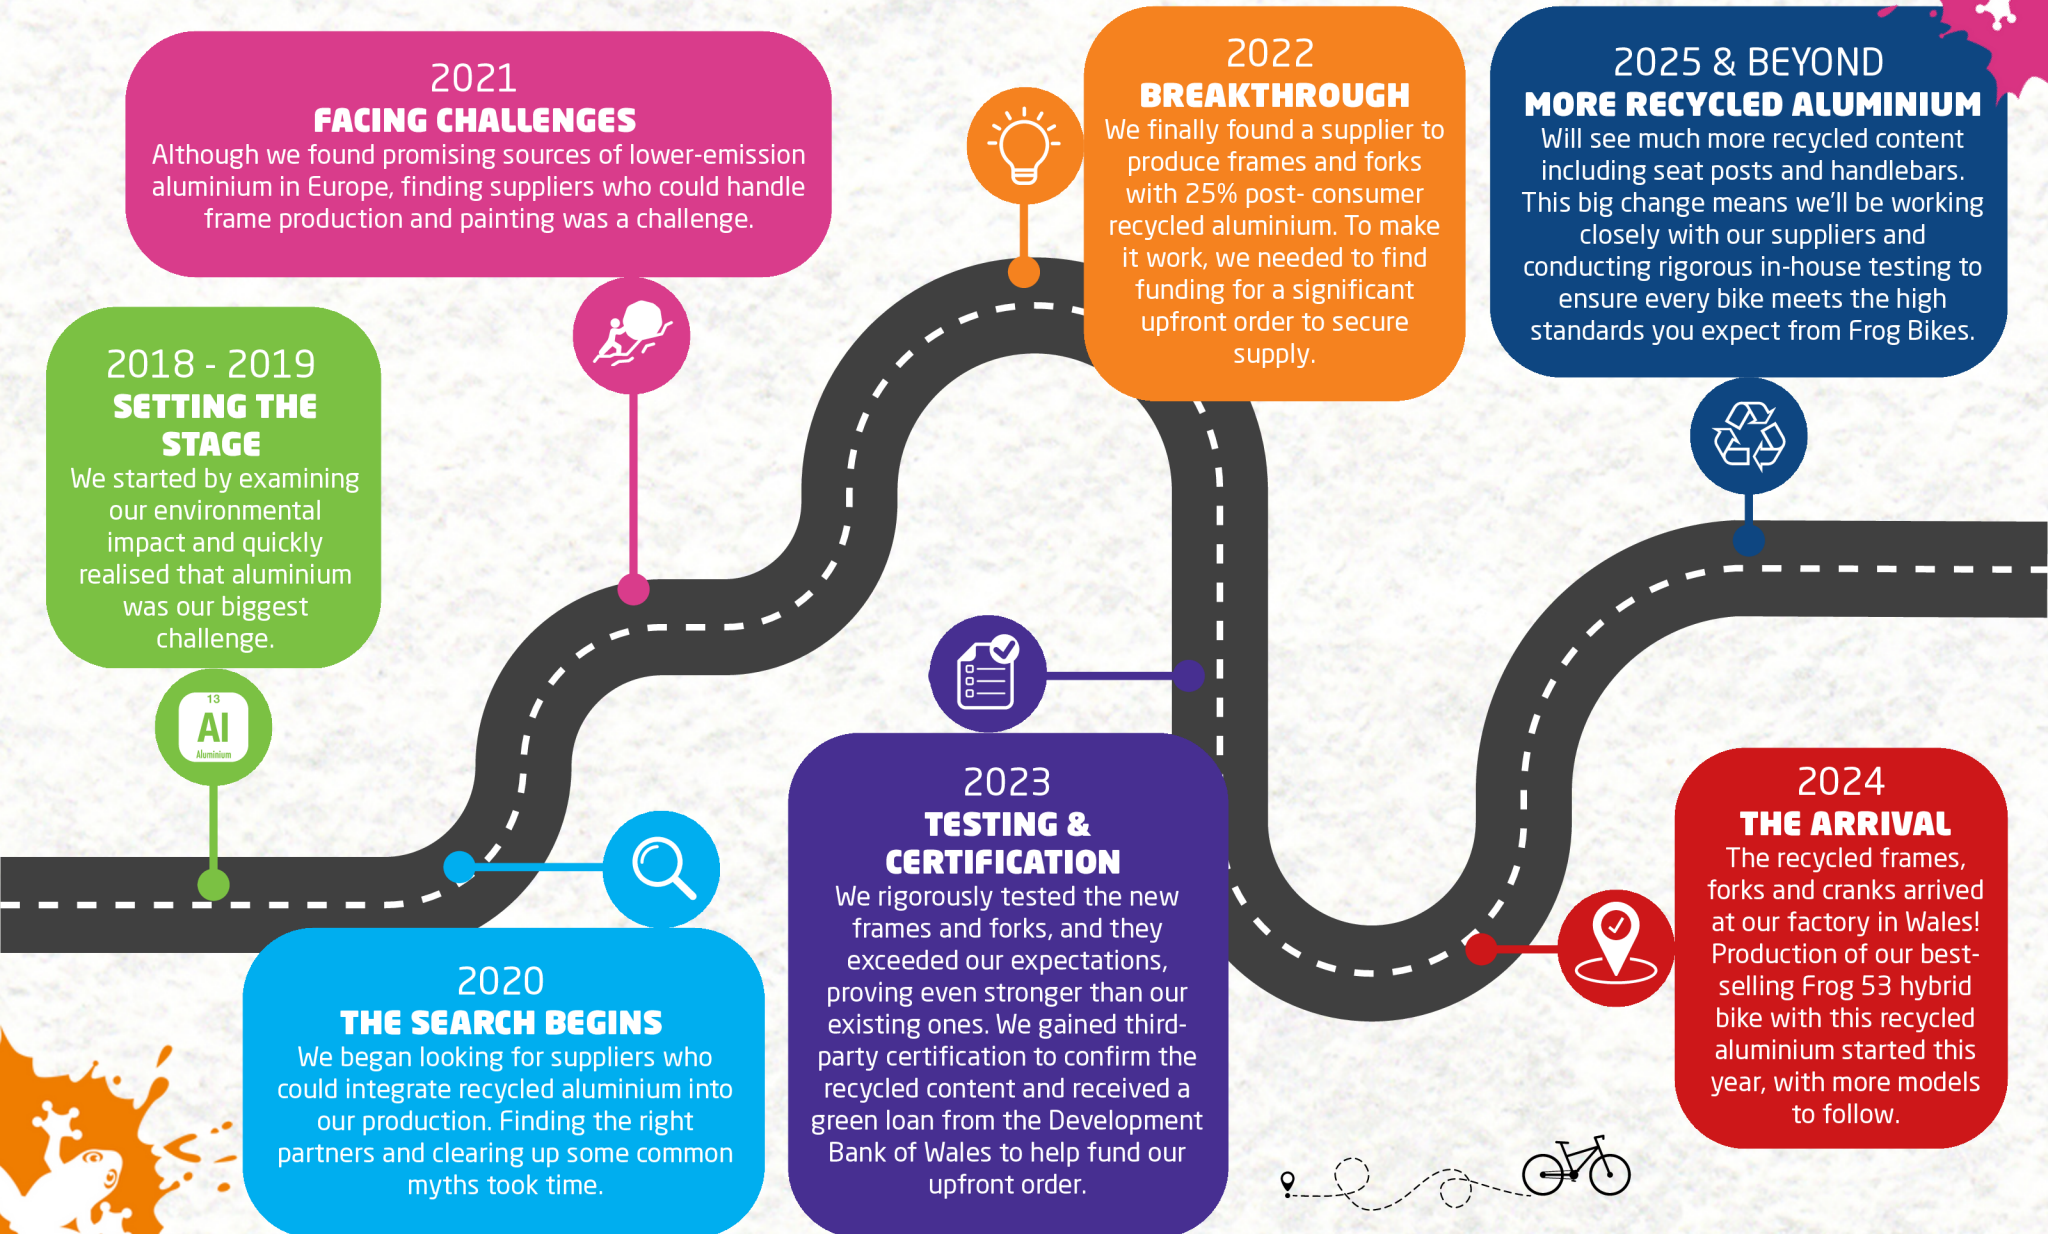 2018 - 2019
SETTING THE
STAGE
We started by examining
our environmental
impact and quickly
realised that aluminium
was our biggest
challenge.
13
Al
Aluminium
2020
THE SEARCH BEGINS
We began looking for suppliers who
could integrate recycled aluminium into
our production. Finding the right
partners and clearing up some common
myths took time.
2021
FACING CHALLENGES
Although we found promising sources of lower-emission
aluminium in Europe, finding suppliers who could handle
frame production and painting was a challenge.
2022
BREAKTHROUGH
We finally found a supplier to
produce frames and forks
with 25% post- consumer
recycled aluminium. To make
it work, we needed to find
funding for a significant
upfront order to secure
supply.
2023
TESTING &
CERTIFICATION
We rigorously tested the new
frames and forks, and they
exceeded our expectations,
proving even stronger than our
existing ones. We gained third-
party certification to confirm the
recycled content and received a
green loan from the Development
Bank of Wales to help fund our
upfront order.
2024
THE ARRIVAL
The recycled frames,
forks and cranks arrived
at our factory in Wales!
Production of our best-
selling Frog 53 hybrid
bike with this recycled
aluminium started this
year, with more models
to follow.
2025 & BEYOND
MORE RECYCLED ALUMINIUM
Will see much more recycled content
including seat posts and handlebars.
This big change means we'll be working
closely with our suppliers and
conducting rigorous in-house testing to
ensure every bike meets the high
standards you expect from Frog Bikes.